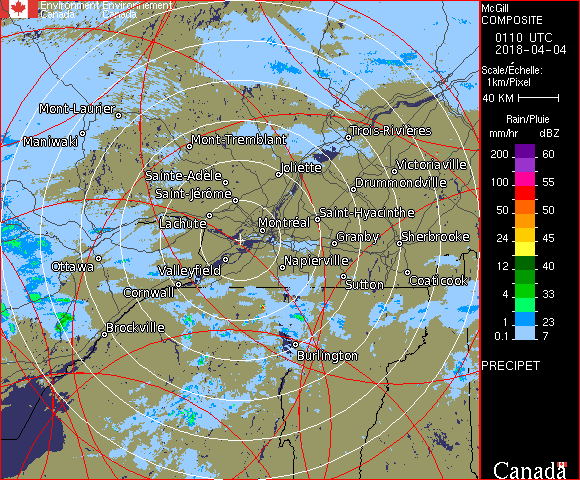 Environment Environnement
Canada Canada
McGill
COMPOSITE
0110 UTC
2018-04-04
Scale/Échelle:
1km/Pixel
40 KM
Rain/Pluie
mm/hr dBZ
200 60
100 55
50 50
24 45
12 40
4 33
1 23
0.1 7
PRECIPET
Canada
Mont-Laurier
Maniwaki
Mont-Tremblant
Trois-Rivières
Sainte-Adèle
Joliette
Victoriaville
Saint-Jérôme
Drummondville
Lachute
Saint-Hyacinthe
Montréal
Granby
Sherbrooke
Ottawa
Valleyfield
Napierville
Cornwall
Sutton
Coaticook
Brockville
Burlington